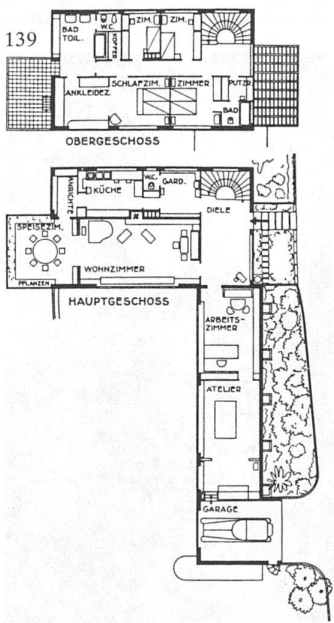 139
BAD
TOIL.
W.C.
KOFFER
ZIM.
ZIM.
ANKLEIDEZ.
SCHLAFZIM.
ZIMMER
PUTZR.
BAD
OBERGESCHOSS
ANRICHTE
KÜCHE
W.C.
GARD.
DIELE
SPEISEZIM.
WOHNZIMMER
PFLANZEN
HAUPTGESCHOSS
ARBEITS-
ZIMMER
ATELIER
GARAGE